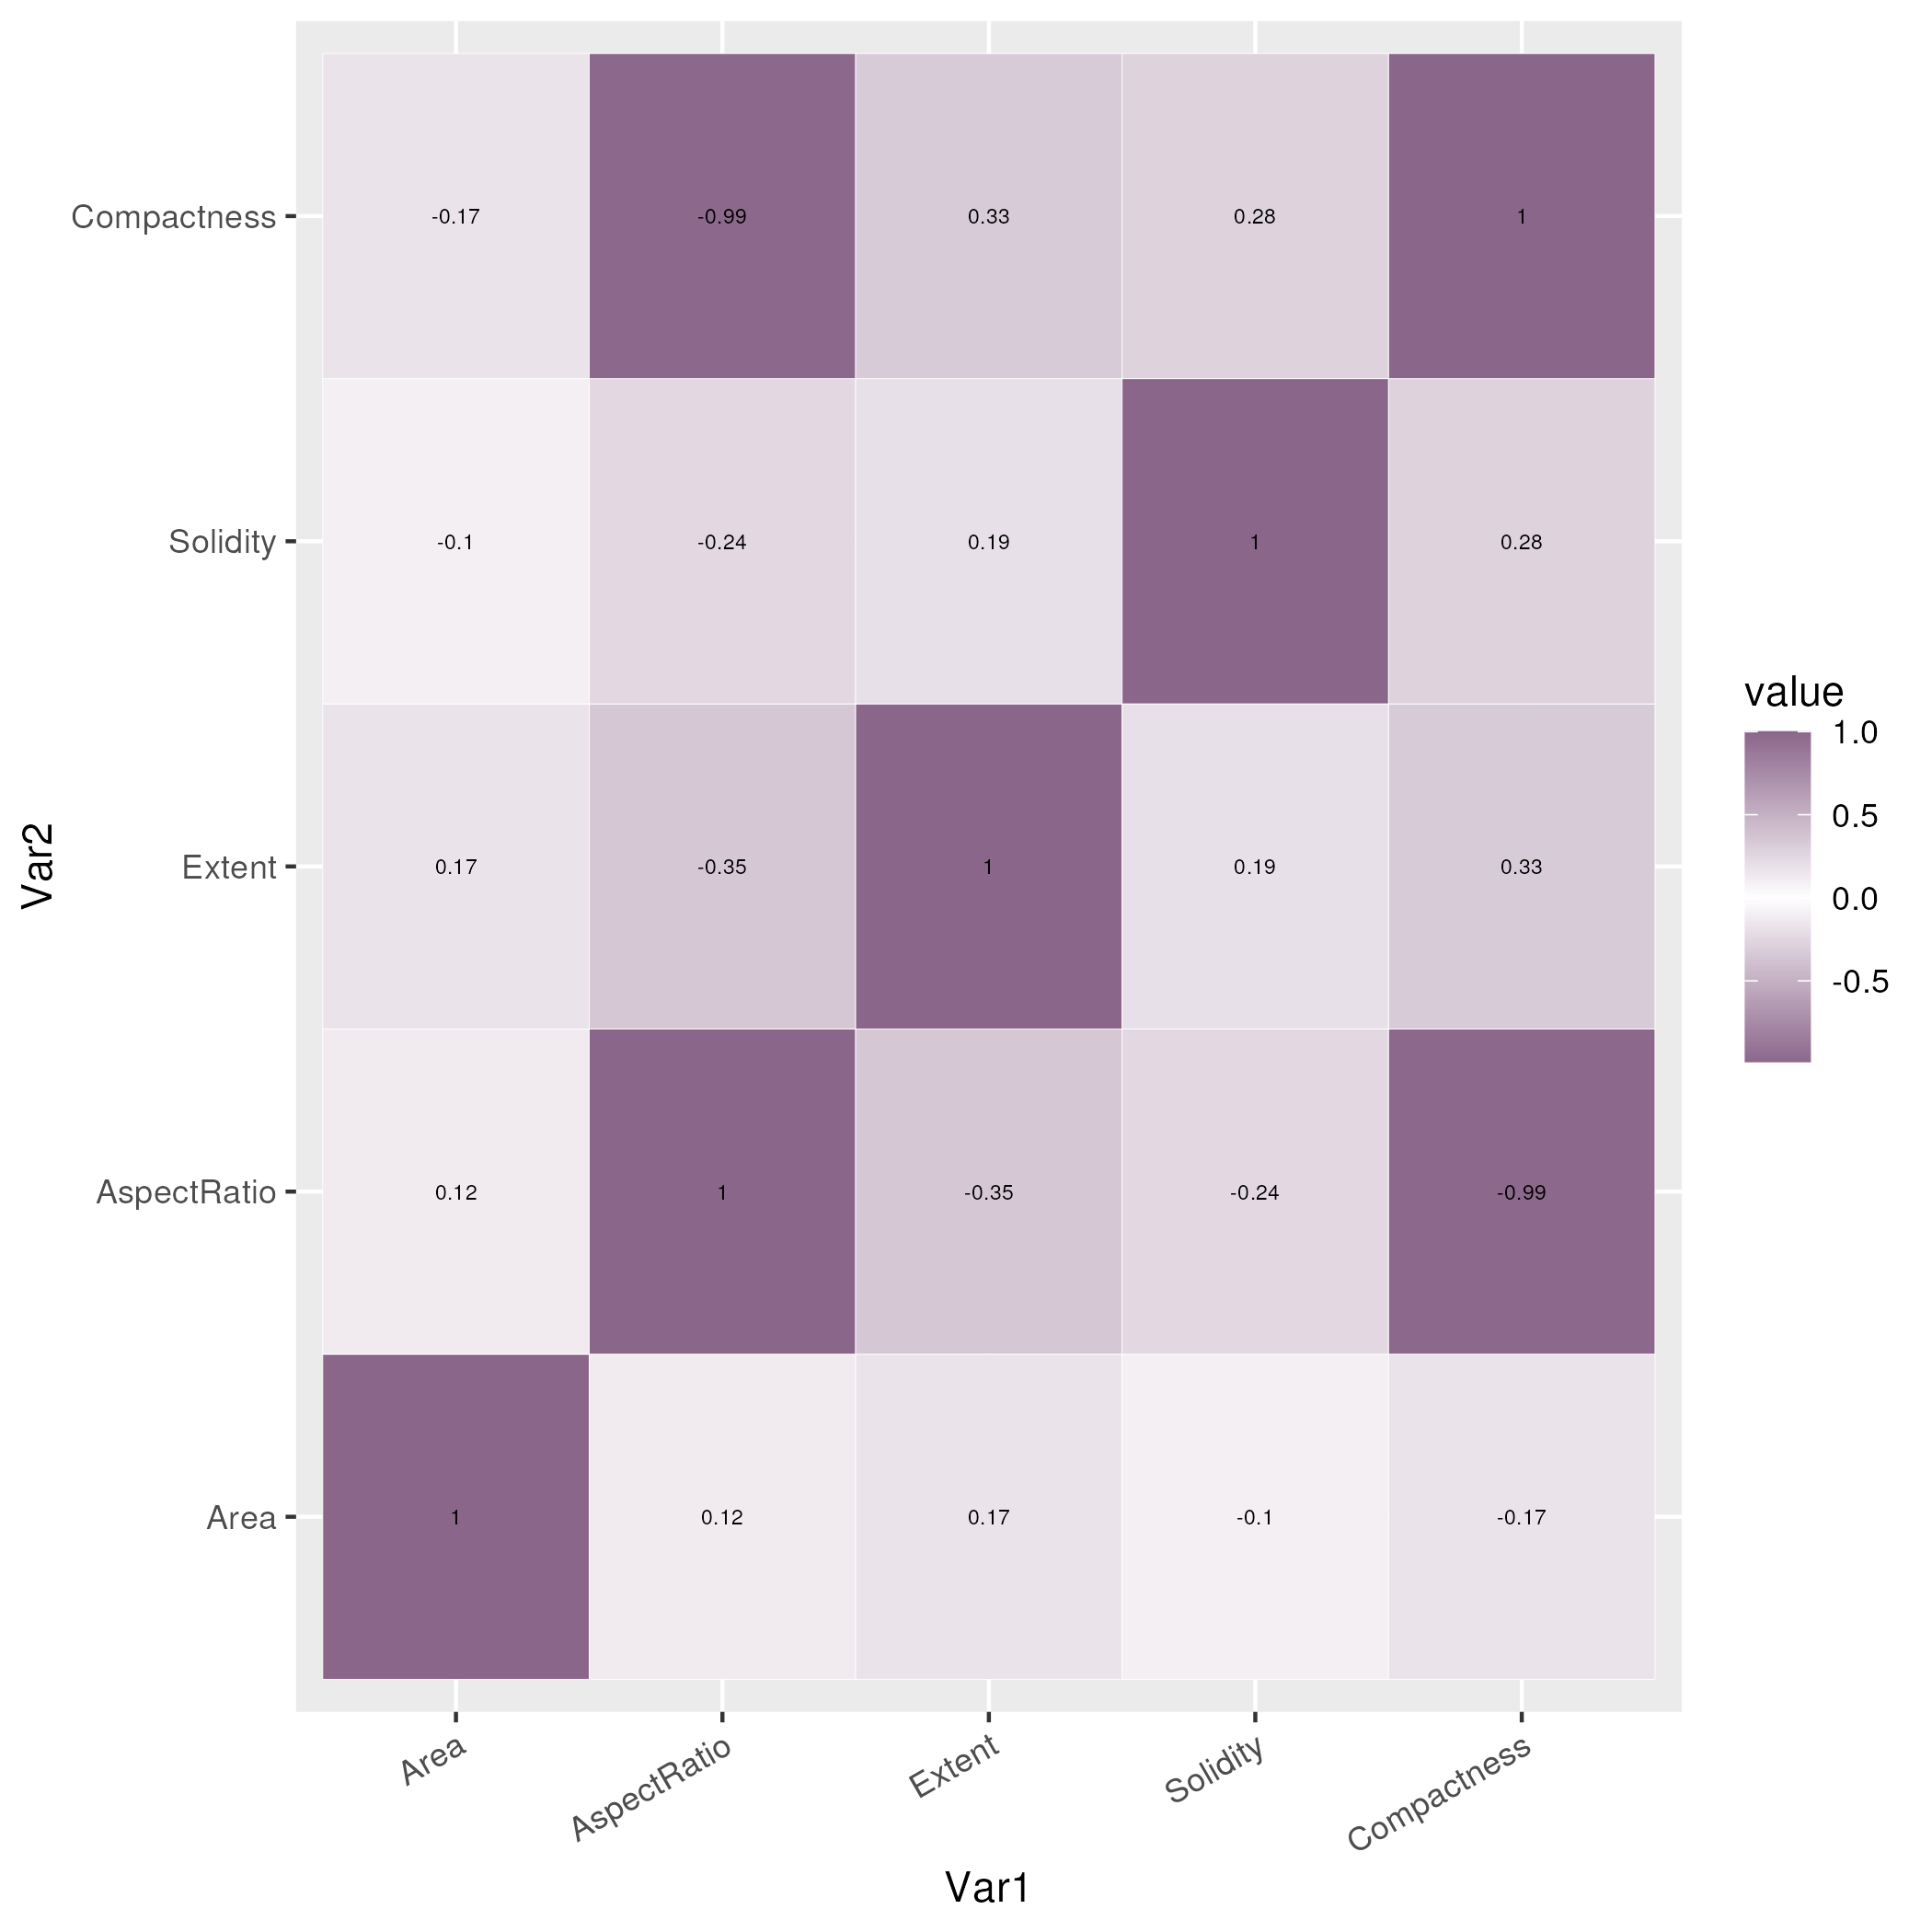 Compactness
-0.17 -0.99 0.33 0.28 1
Solidity
-0.1 -0.24 0.19 1 0.28
Extent
0.17 -0.35 1 0.19 0.33
AspectRatio
0.12 1 -0.35 -0.24 -0.99
Area
1 0.12 0.17 -0.1 -0.17
Area AspectRatio Extent Solidity Compactness
Var1
Var2
value
1.0
0.5
0.0
-0.5